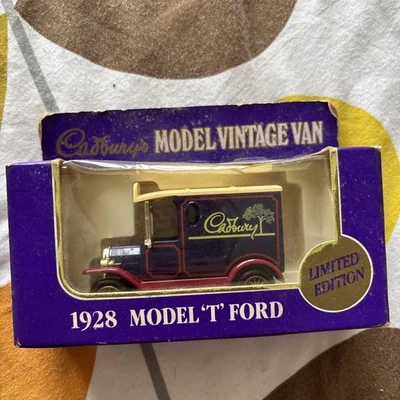 Cadbury's MODEL VINTAGE VAN
Cadbury
LIMITED
EDITION
1928 MODEL 'T' FORD